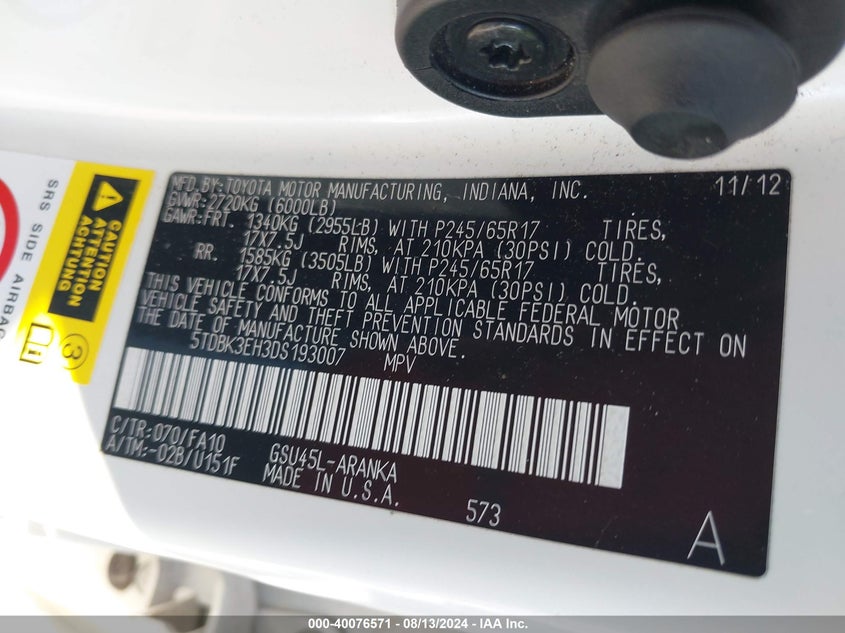 MFD.BY:TOYOTA MOTOR MANUFACTURING, INDIANA, INC. 11/12
GVWR:2720KG (6000LB)
GAWR:FRT. 1340KG (2955LB) WITH P245/65R17 TIRES,
17X7.5J RIMS, AT 210KPA (30PSI) COLD.
RR. 1585KG (3505LB) WITH P245/65R17 TIRES,
17X7.5J RIMS, AT 210KPA (30PSI) COLD.
THIS VEHICLE CONFORMS TO ALL APPLICABLE FEDERAL MOTOR
VEHICLE SAFETY AND THEFT PREVENTION STANDARDS IN EFFECT ON
THE DATE OF MANUFACTURE SHOWN ABOVE.
5TDBK3EH3DS193007 MPV
C/TR:070/FA10 GSU45L-ARANKA
A/TM:-02B/U151F MADE IN U.S.A.
573
A
CAUTION
ATTENTION
ACHTUNG
3
SRS SIDE AIRBAG
000-40076571 - 08/13/2024 - IAA Inc.